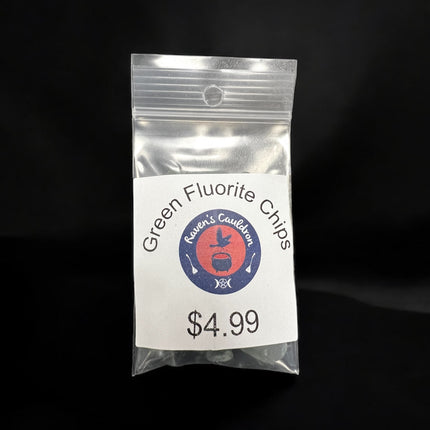 Green Fluorite Chips
Raven's Cauldron
$4.99